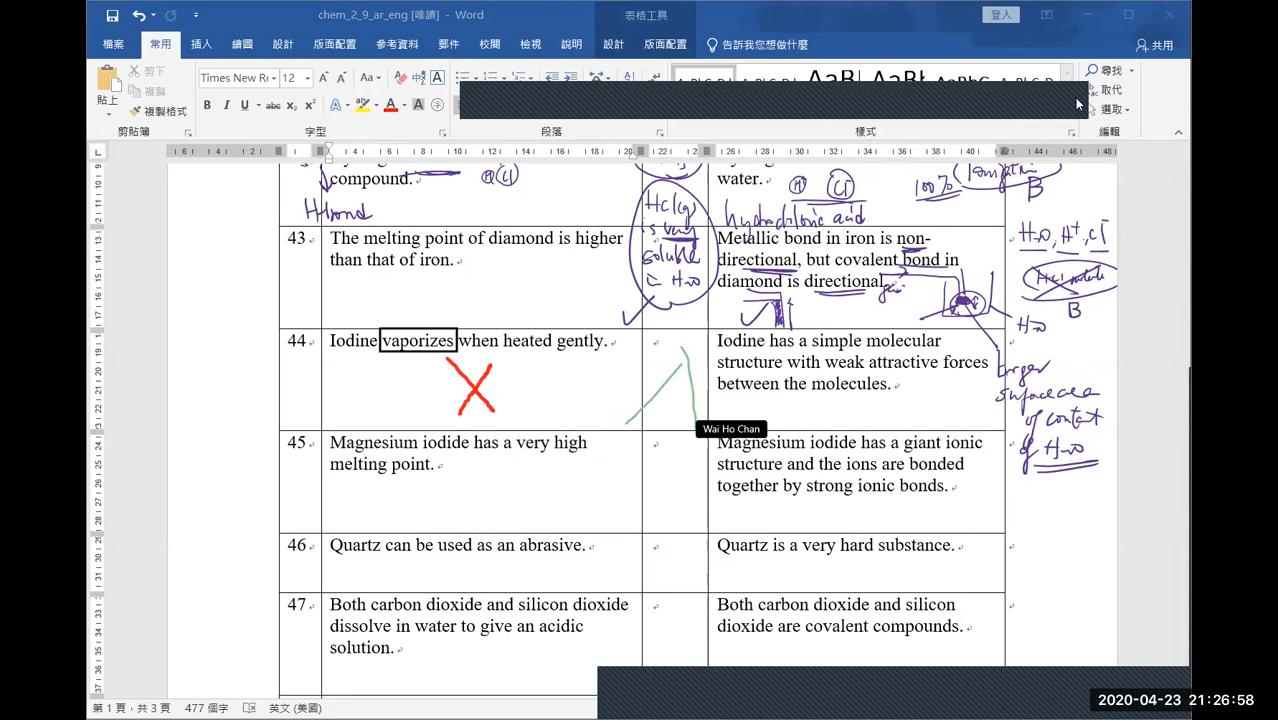 chem_2_9_ar_eng [唯讀] - Word
表格工具
登入
檔案 常用 插入 繪圖 設計 版面配置 參考資料 郵件 校閱 檢視 說明 設計 版面配置 告訴我您想做什麼 共用
剪下
複製
貼上
複製格式
Times New Ro 12
尋找
取代
選取
剪貼簿 字型 段落 樣式 編輯
compound.
water.
H Cl
H Cl
100%
B
H bond
hydrochloric acid
HCl(g)
is very
soluble
in H₂O
43 The melting point of diamond is higher
than that of iron.
Metallic bond in iron is non-
directional, but covalent bond in
diamond is directional.
H₂O, H⁺, Cl⁻
B
H₂O
44 Iodine vaporizes when heated gently.
Iodine has a simple molecular
structure with weak attractive forces
between the molecules.
larger
surface area
of contact
of H₂O
Wai Ho Chan
45 Magnesium iodide has a very high
melting point.
Magnesium iodide has a giant ionic
structure and the ions are bonded
together by strong ionic bonds.
46 Quartz can be used as an abrasive.
Quartz is a very hard substance.
47 Both carbon dioxide and silicon dioxide
dissolve in water to give an acidic
solution.
Both carbon dioxide and silicon
dioxide are covalent compounds.
第 1 頁，共 3 頁 477 個字 英文 (美國)
2020-04-23 21:26:58